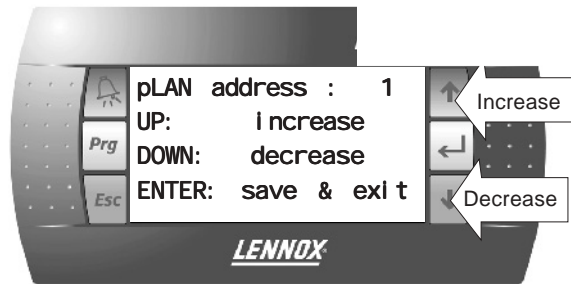 pLAN address : 1
UP: increase
DOWN: decrease
ENTER: save & exit
Prg
Esc
Increase
Decrease
LENNOX